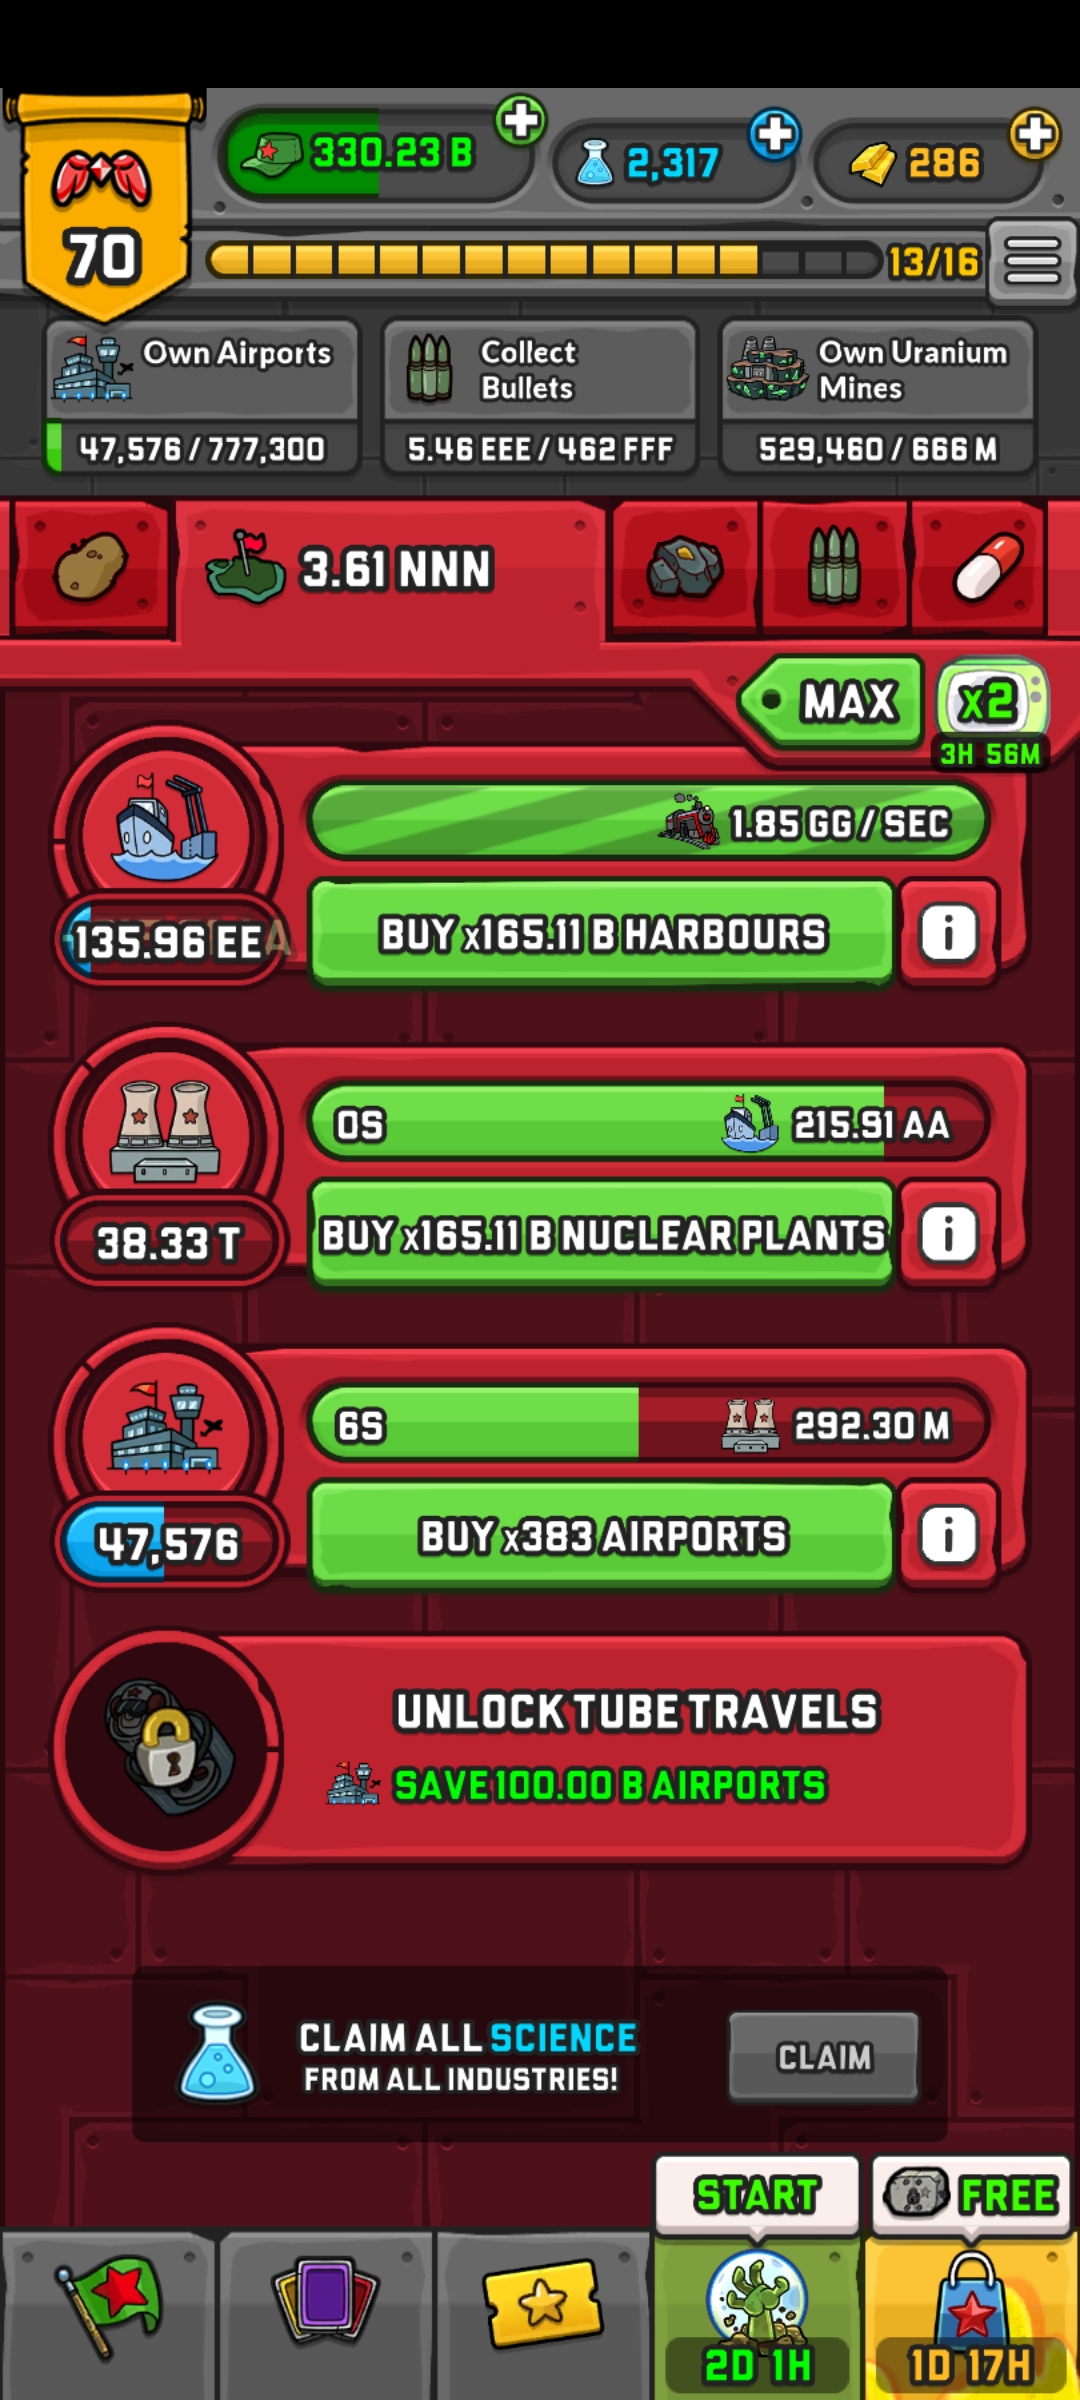 330.23 B
2,317
286
70
13/16
Own Airports
47,576 / 777,300
Collect
Bullets
5.46 EEE / 462 FFF
Own Uranium
Mines
529,460 / 666 M
3.61 NNN
MAX
x2
3H 56M
1.85 GG / SEC
135.96 EE
BUY x165.11 B HARBOURS
i
0S
215.91 AA
38.33 T
BUY x165.11 B NUCLEAR PLANTS
i
6S
292.30 M
47,576
BUY x383 AIRPORTS
i
UNLOCK TUBE TRAVELS
SAVE 100.00 B AIRPORTS
CLAIM ALL SCIENCE
FROM ALL INDUSTRIES!
CLAIM
START
FREE
2D 1H
1D 17H